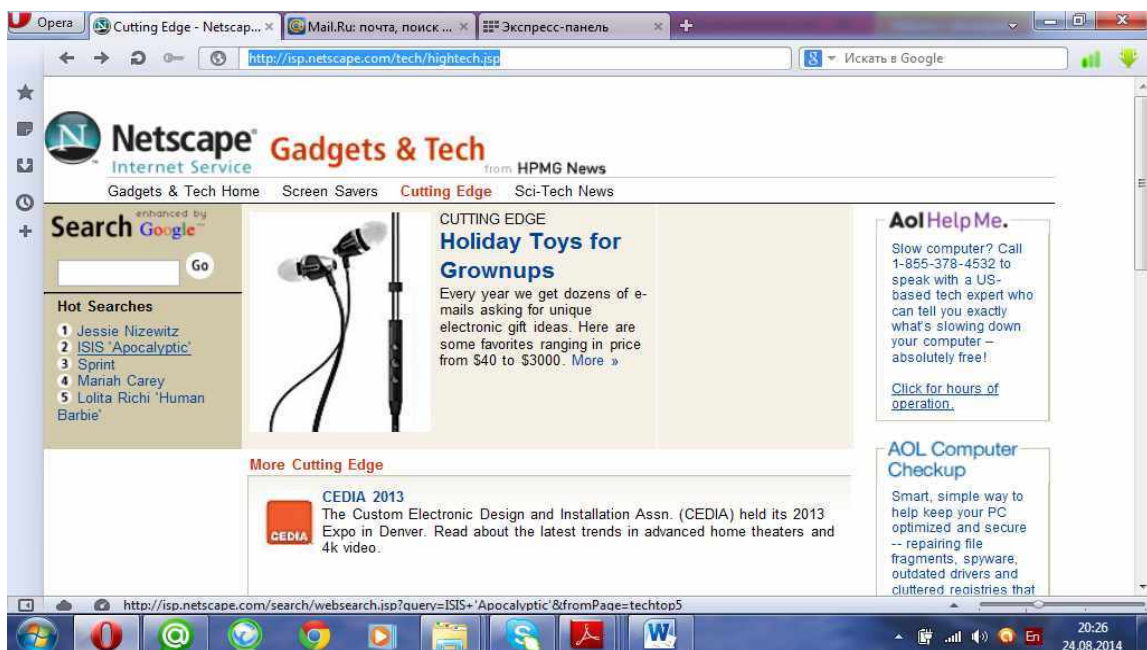 Opera
Cutting Edge - Netscap...
Mail.Ru: почта, поиск ...
Экспресс-панель
http://isp.netscape.com/tech/hightech.jsp
Искать в Google
N Netscape®
Internet Service
Gadgets & Tech
from HPMG News
Gadgets & Tech Home Screen Savers Cutting Edge Sci-Tech News
Search enhanced by Google™
Go
Hot Searches
1 Jessie Nizewitz
2 ISIS 'Apocalyptic'
3 Sprint
4 Mariah Carey
5 Lolita Richi 'Human
Barbie'
CUTTING EDGE
Holiday Toys for
Grownups
Every year we get dozens of e-
mails asking for unique
electronic gift ideas. Here are
some favorites ranging in price
from $40 to $3000. More »
More Cutting Edge
CEDIA
CEDIA 2013
The Custom Electronic Design and Installation Assn. (CEDIA) held its 2013
Expo in Denver. Read about the latest trends in advanced home theaters and
4k video.
Aol HelpMe.
Slow computer? Call
1-855-378-4532 to
speak with a US-
based tech expert who
can tell you exactly
what's slowing down
your computer –
absolutely free!
Click for hours of
operation.
AOL Computer
Checkup
Smart, simple way to
help keep your PC
optimized and secure
-- repairing file
fragments, spyware,
outdated drivers and
cluttered registries that
http://isp.netscape.com/search/websearch.jsp?query=ISIS+'Apocalyptic'&fromPage=techtop5
En
20:26
24.08.2014